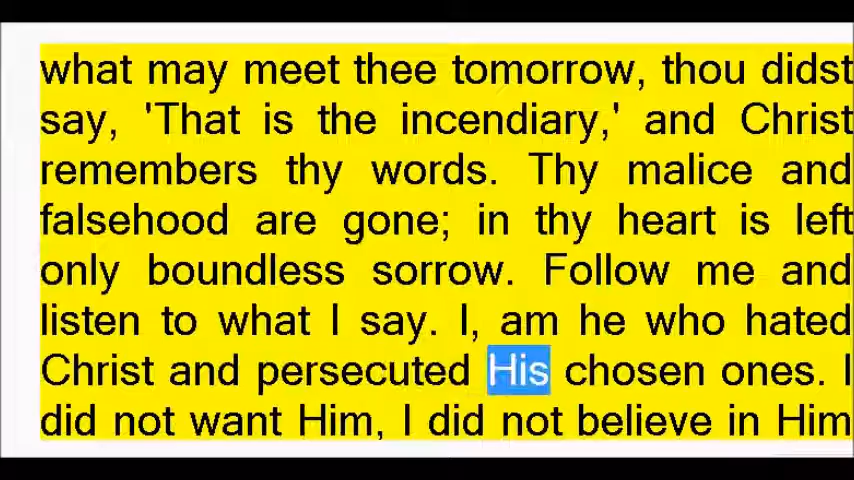 what may meet thee tomorrow, thou didst
say, 'That is the incendiary,' and Christ
remembers thy words. Thy malice and
falsehood are gone; in thy heart is left
only boundless sorrow. Follow me and
listen to what I say. I, am he who hated
Christ and persecuted His chosen ones. I
did not want Him, I did not believe in Him